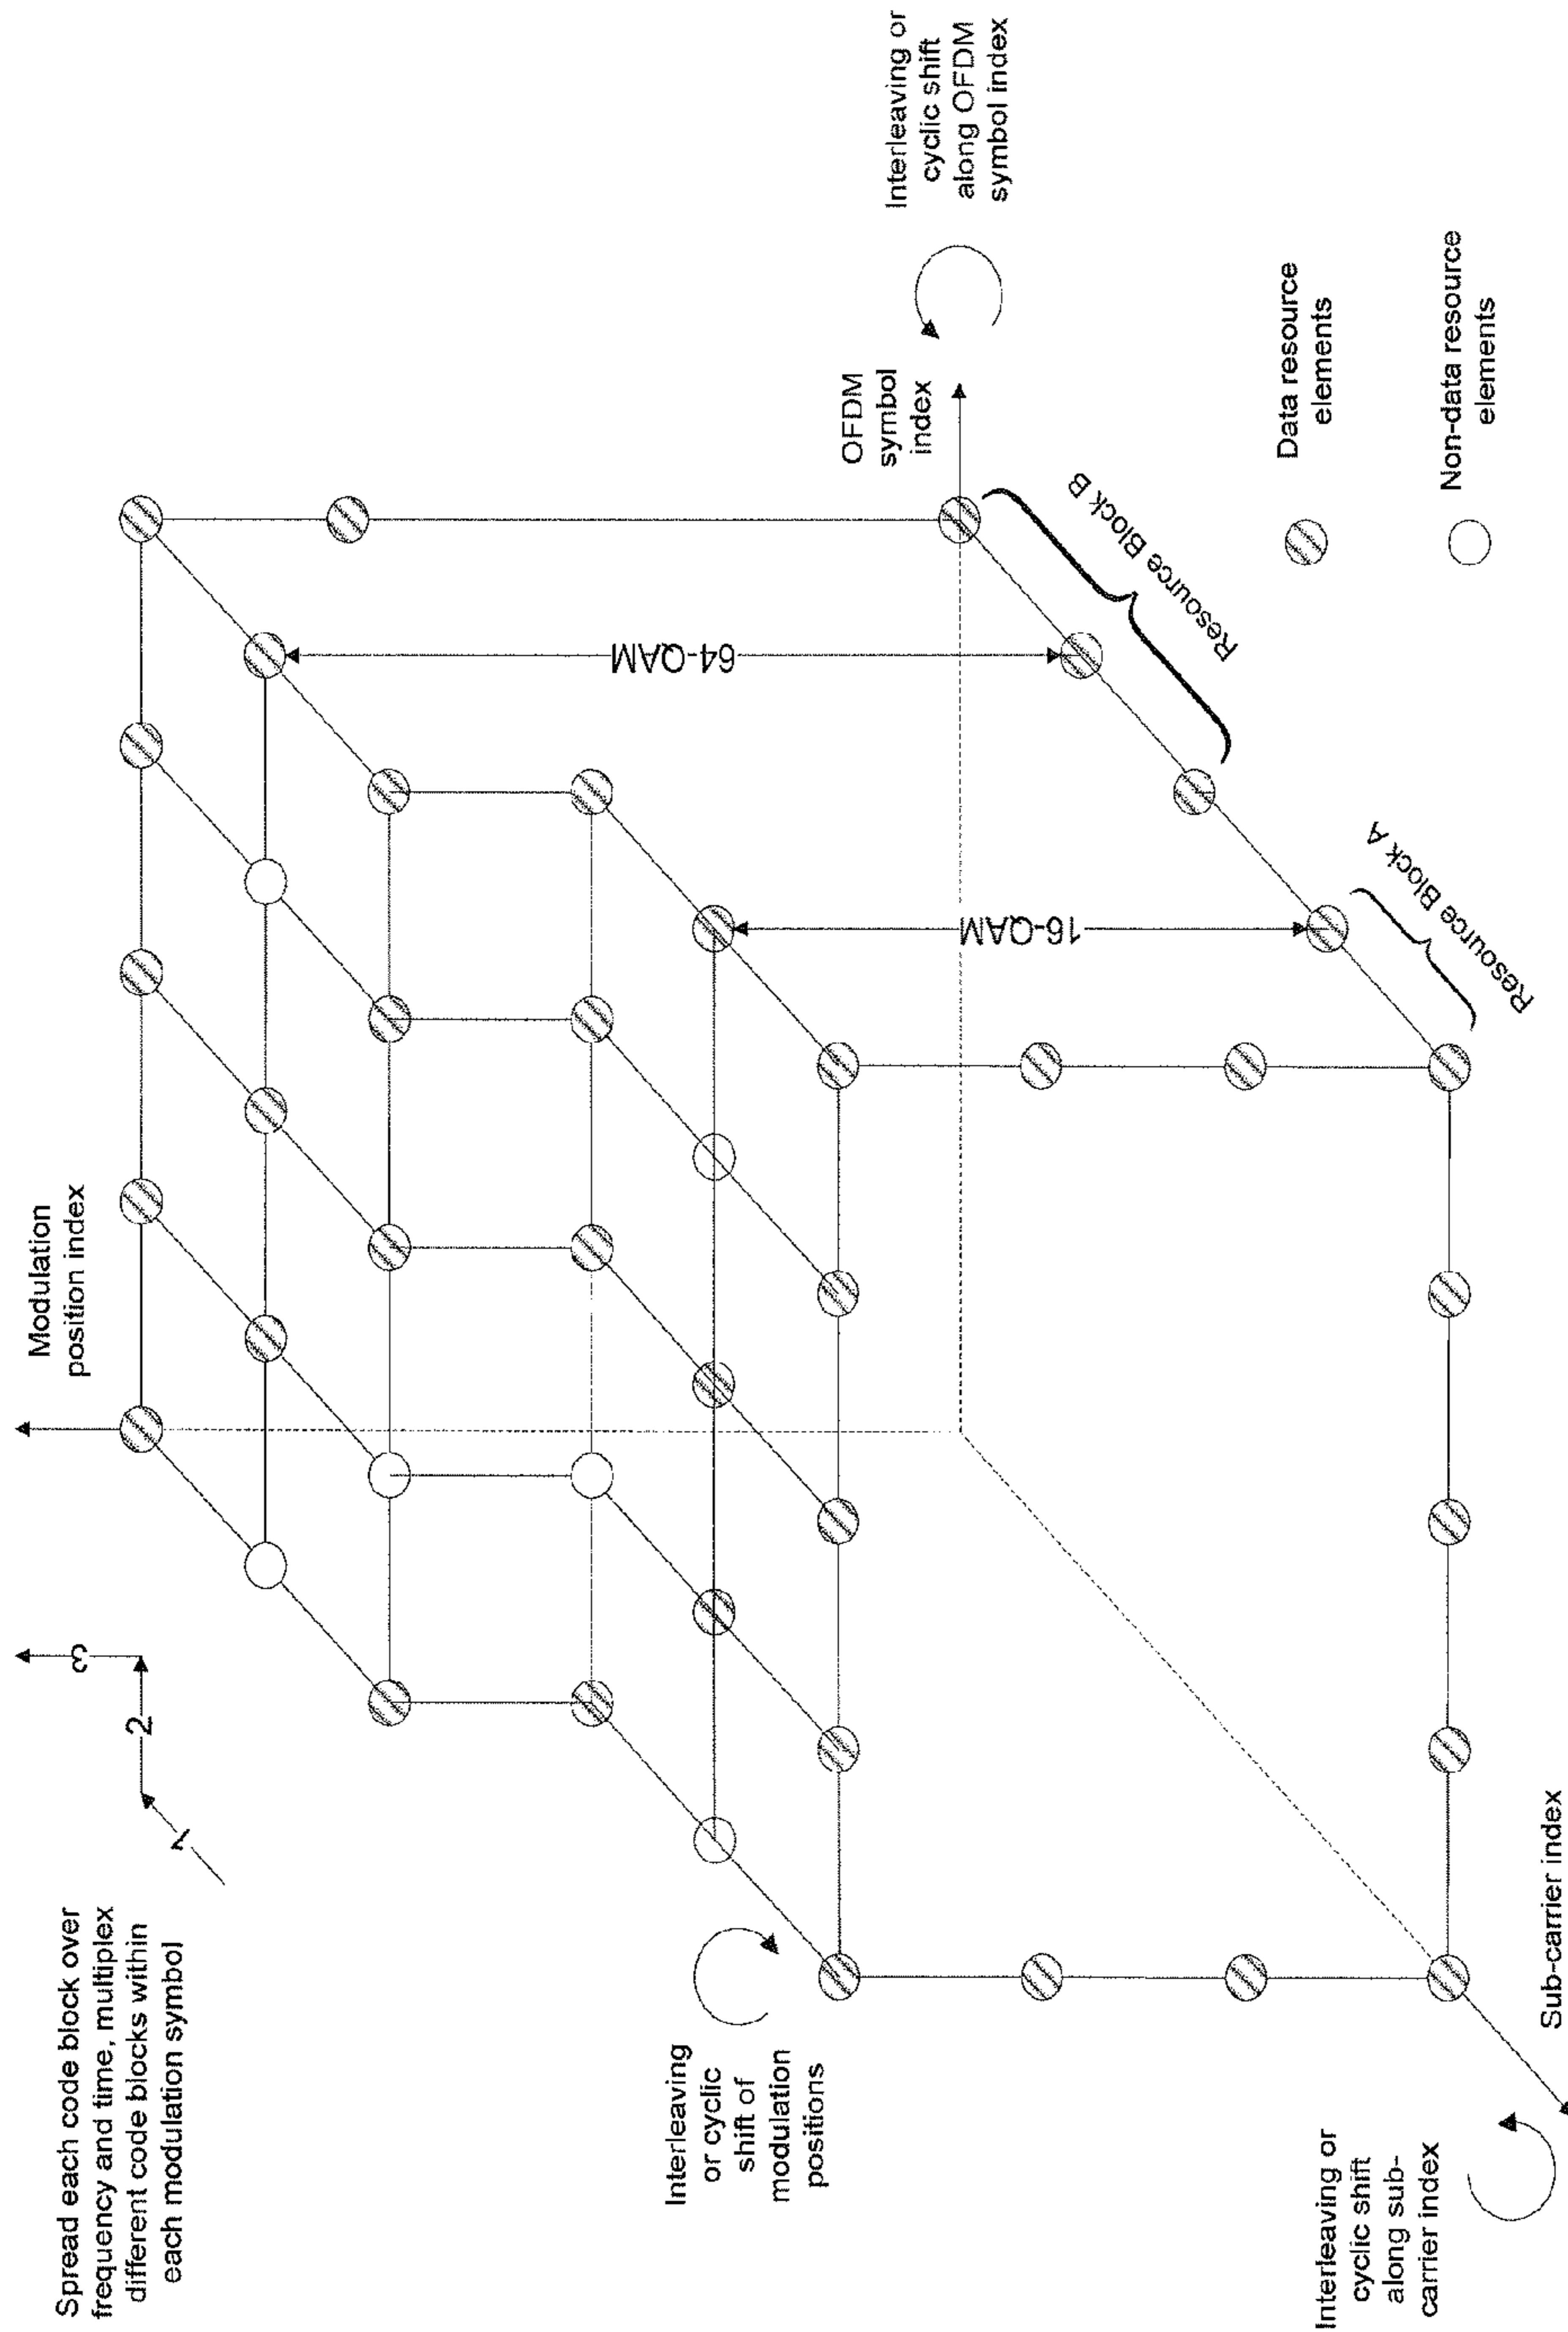 Spread each code block over
frequency and time, multiplex
different code blocks within
each modulation symbol
1
2
3
Modulation
position index
Interleaving
or cyclic
shift of
modulation
positions
64-QAM
16-QAM
OFDM
symbol
index
Interleaving or
cyclic shift
along OFDM
symbol index
Resource Block B
Resource Block A
Interleaving or
cyclic shift
along sub-
carrier index
Sub-carrier index
Data resource
elements
Non-data resource
elements